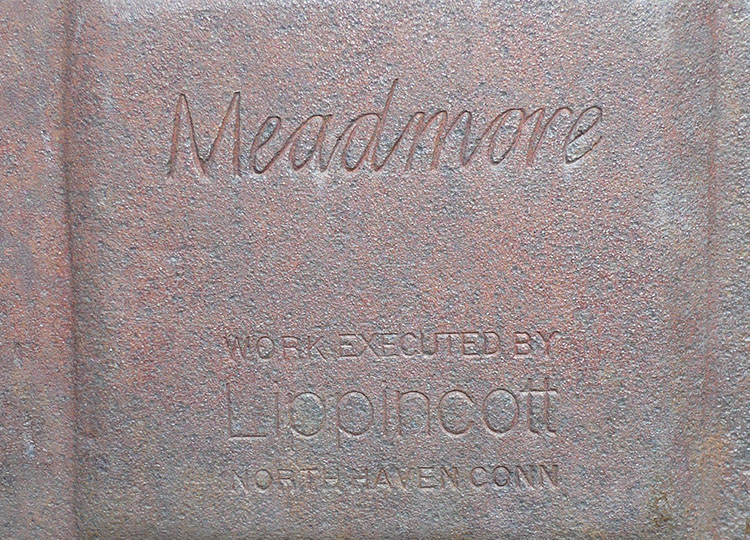 Meadmore
WORK EXECUTED BY
Lippincott
NORTH HAVEN CONN